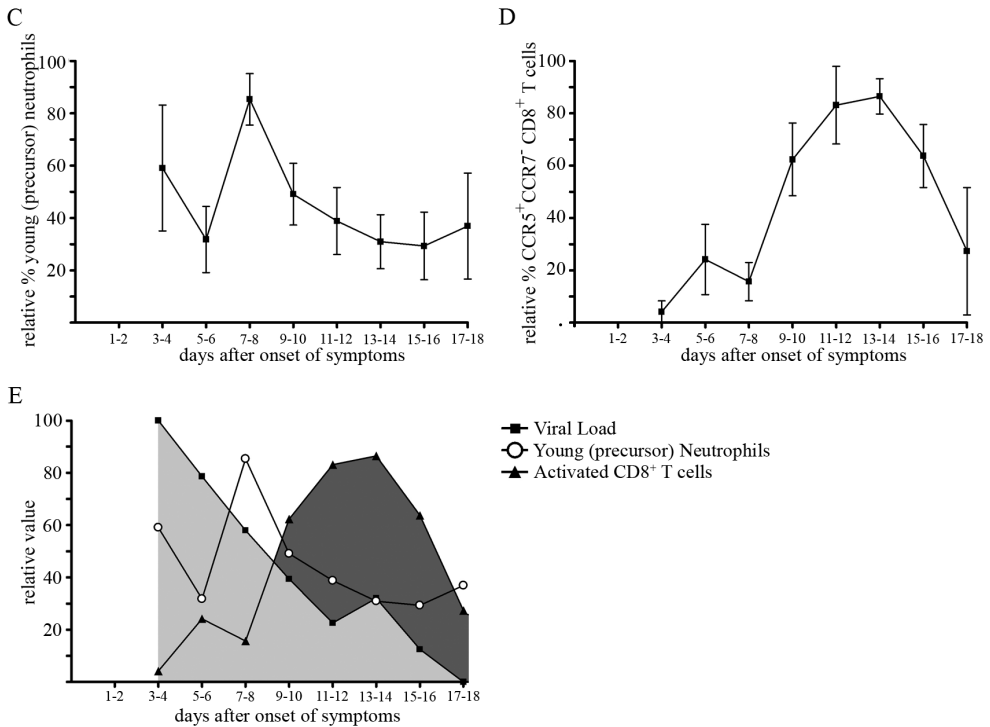 C
relative % young (precursor) neutrophils
100
80
60
40
20
1-2 3-4 5-6 7-8 9-10 11-12 13-14 15-16 17-18
days after onset of symptoms
D
relative % CCR5+CCR7- CD8+ T cells
100
80
60
40
20
1-2 3-4 5-6 7-8 9-10 11-12 13-14 15-16 17-18
days after onset of symptoms
E
relative value
100
80
60
40
20
1-2 3-4 5-6 7-8 9-10 11-12 13-14 15-16 17-18
days after onset of symptoms
Viral Load
Young (precursor) Neutrophils
Activated CD8+ T cells